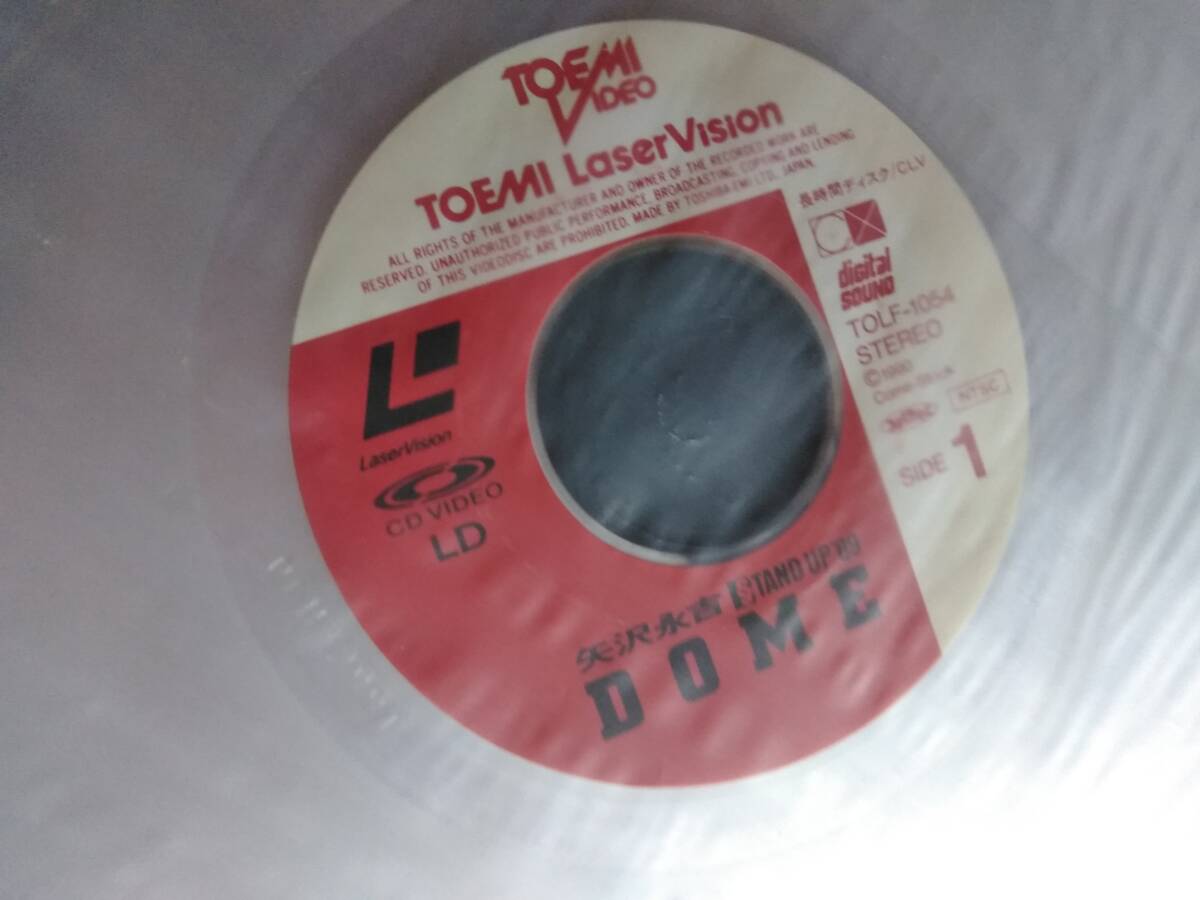 TOEMI
VIDEO
TOEMI LaserVision
ALL RIGHTS OF THE MANUFACTURER AND OWNER OF THE RECORDED WORK ARE
RESERVED. UNAUTHORIZED PUBLIC PERFORMANCE, BROADCASTING, COPYING AND LENDING
OF THIS VIDEODISC ARE PROHIBITED. MADE BY TOSHIBA EMI LTD. JAPAN.
長時間ディスク/CLV
digital
SOUND
TOLF-1054
STEREO
©1990
NTSC
SIDE 1
LaserVision
CD VIDEO
LD
矢沢永吉 STAND UP '89
DOME